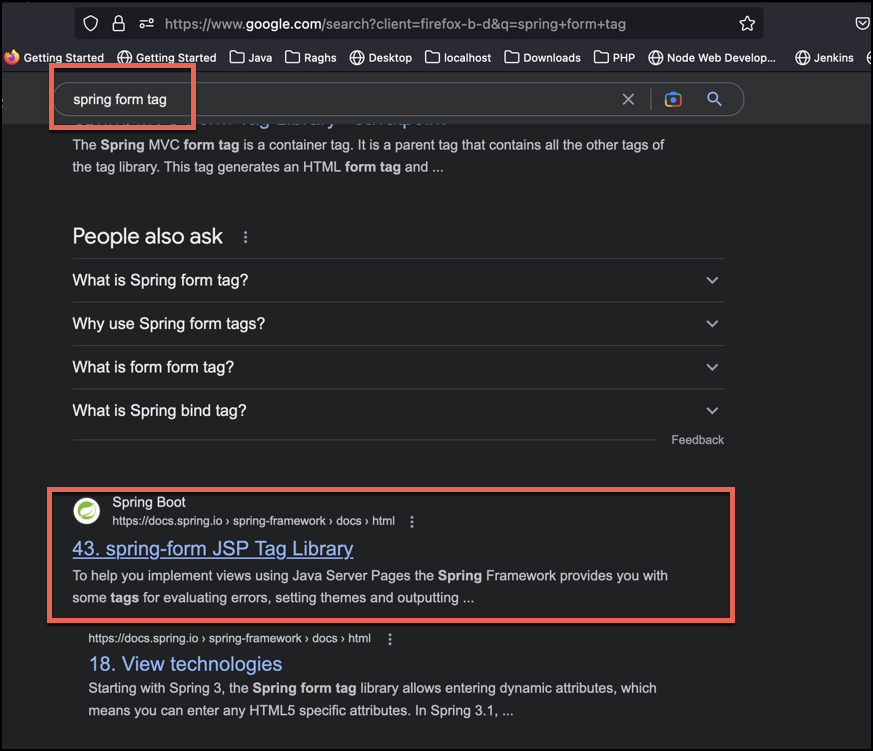 https://www.google.com/search?client=firefox-b-d&q=spring+form+tag
Getting Started Getting Started Java Raghs Desktop localhost Downloads PHP Node Web Develop... Jenkins
spring form tag
The Spring MVC form tag is a container tag. It is a parent tag that contains all the other tags of
the tag library. This tag generates an HTML form tag and ...
People also ask
What is Spring form tag?
Why use Spring form tags?
What is form form tag?
What is Spring bind tag?
Feedback
Spring Boot
https://docs.spring.io › spring-framework › docs › html
43. spring-form JSP Tag Library
To help you implement views using Java Server Pages the Spring Framework provides you with
some tags for evaluating errors, setting themes and outputting ...
https://docs.spring.io › spring-framework › docs › html
18. View technologies
Starting with Spring 3, the Spring form tag library allows entering dynamic attributes, which
means you can enter any HTML5 specific attributes. In Spring 3.1, ...